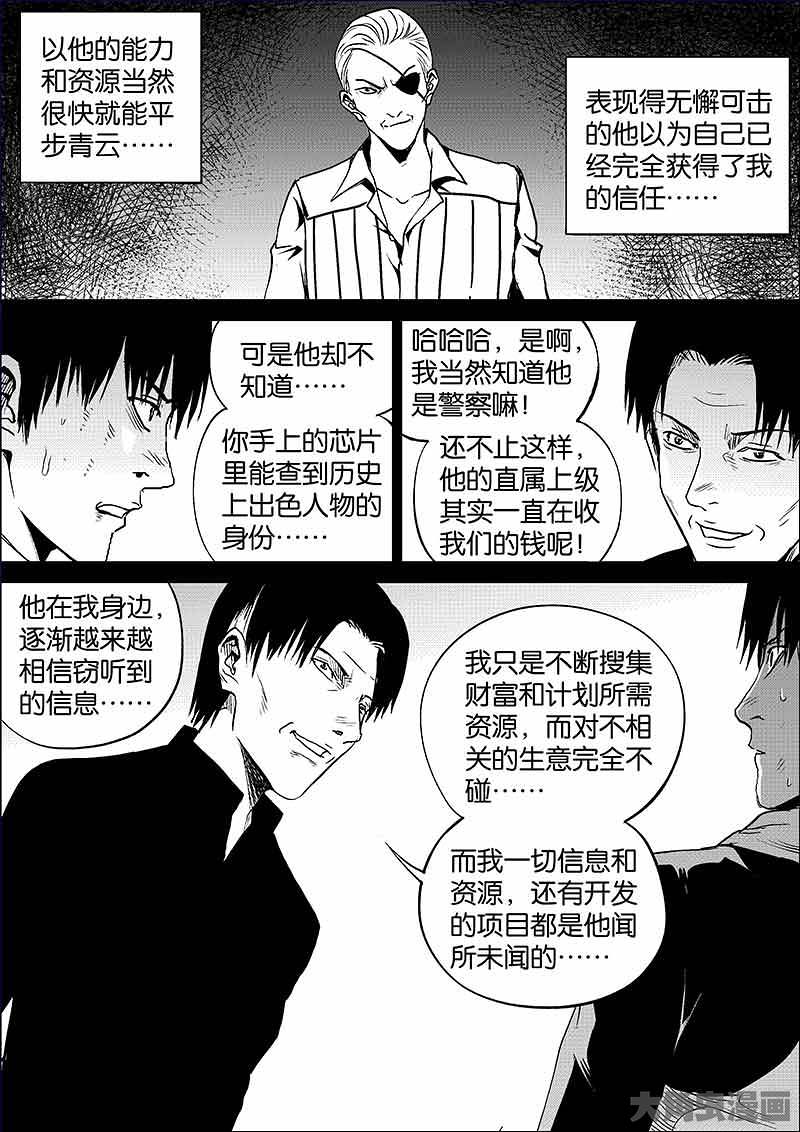 以他的能力
和资源当然
很快就能平
步青云……
表现得无懈可击
的他以为自己已
经完全获得了我
的信任……
可是他却不
知道……
你手上的芯片
里能查到历史
上出色人物的
身份……
哈哈哈，是啊，
我当然知道他
是警察嘛！
还不止这样，
他的直属上级
其实一直在收
我们的钱呢！
他在我身边，
逐渐越来越
相信窃听到
的信息……
我只是不断搜集
财富和计划所需
资源，而对不相
关的生意完全不
碰……
而我一切信息和
资源，还有开发
的项目都是他闻
所未闻的……